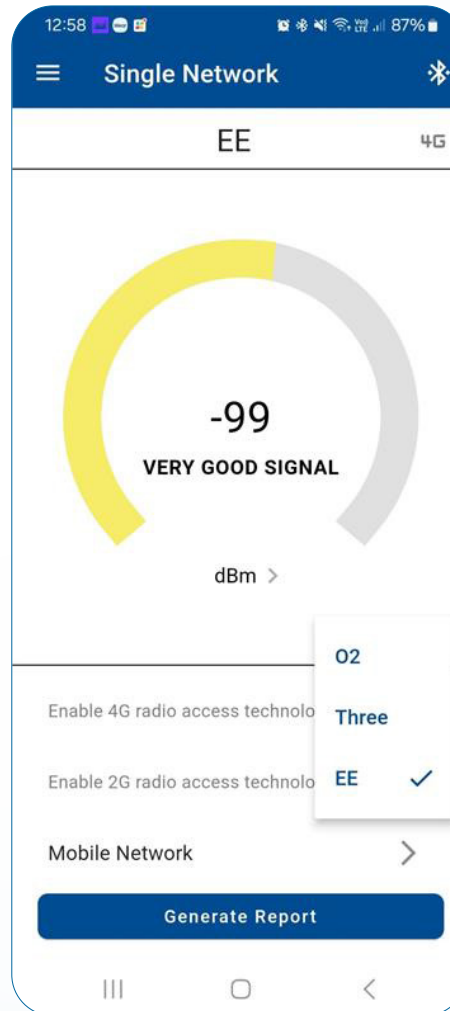 12:58 87%
Single Network
EE 4G
-99
VERY GOOD SIGNAL
dBm
O2
Enable 4G radio access technolo
Three
Enable 2G radio access technolo
EE
Mobile Network
Generate Report